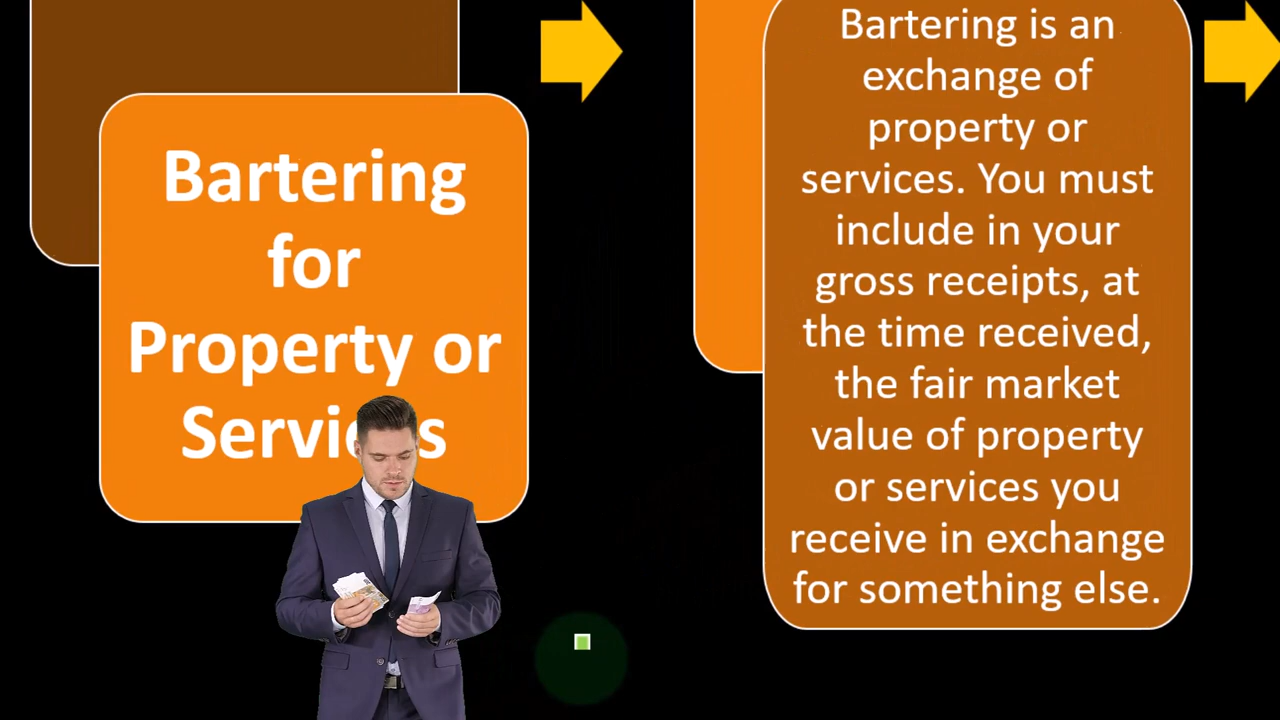 Bartering
for
Property or
Services
Bartering is an
exchange of
property or
services. You must
include in your
gross receipts, at
the time received,
the fair market
value of property
or services you
receive in exchange
for something else.